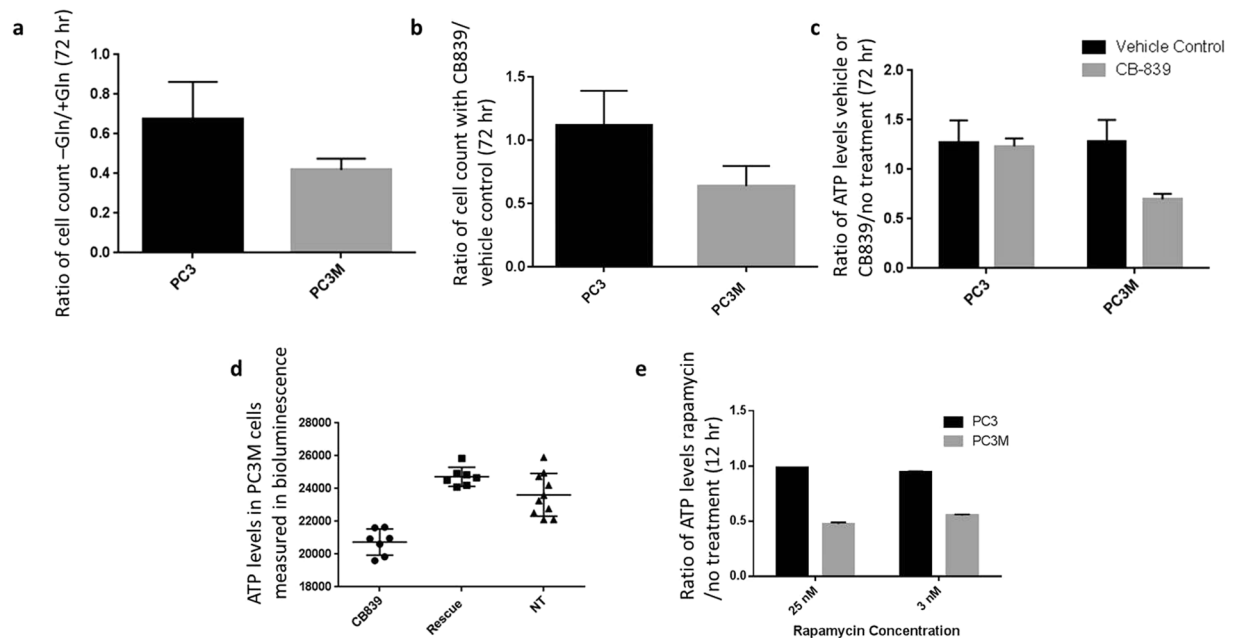 a
Ratio of cell count –Gln/+Gln (72 hr)
1.0
0.8
0.6
0.4
0.2
0.0
PC3
PC3M
b
Ratio of cell count with CB839/
vehicle control (72 hr)
1.5
1.0
0.5
0.0
PC3
PC3M
c
Ratio of ATP levels vehicle or
CB839/no treatment (72 hr)
Vehicle Control
CB-839
2.0
1.5
1.0
0.5
0.0
PC3
PC3M
d
ATP levels in PC3M cells
measured in bioluminescence
28000
26000
24000
22000
20000
18000
CB839
Rescue
NT
e
Ratio of ATP levels rapamycin
/no treatment (12 hr)
PC3
PC3M
1.5
1.0
0.5
0.0
25 nM
3 nM
Rapamycin Concentration